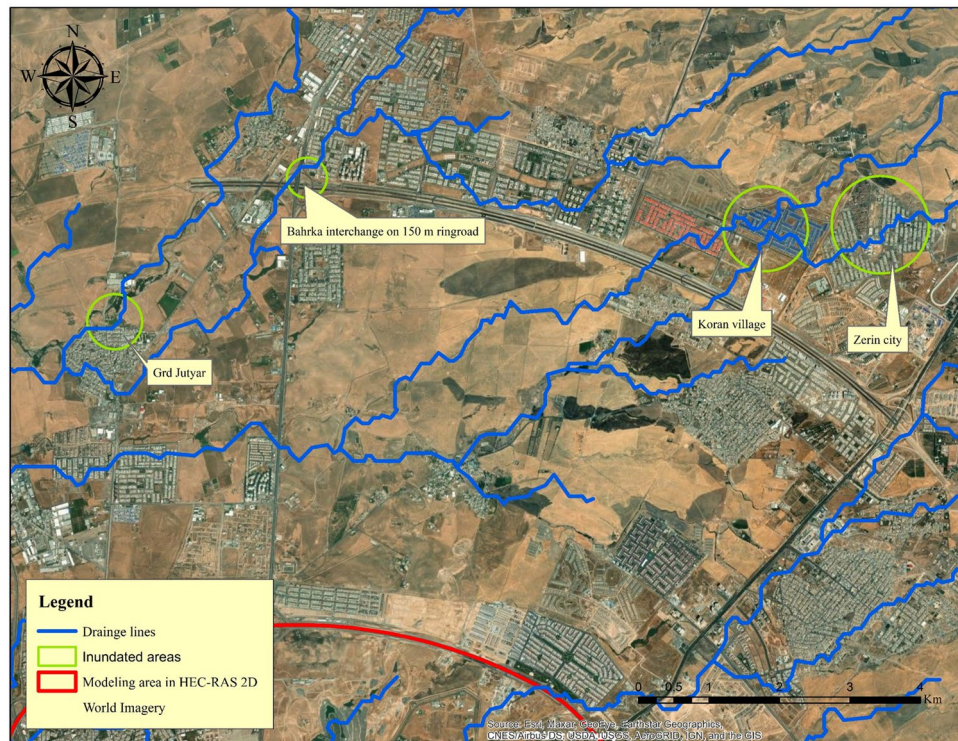 N
W E
S
Bahrka interchange on 150 m ringroad
Koran village
Zerin city
Grd Jutyar
Legend
Drainge lines
Inundated areas
Modeling area in HEC-RAS 2D
World Imagery
0 0.5 1 2 3 4
Km
Source: Esri, Maxar, GeoEye, Earthstar Geographics,
CNES/Airbus DS, USDA, USGS, AeroGRID, IGN, and the GIS